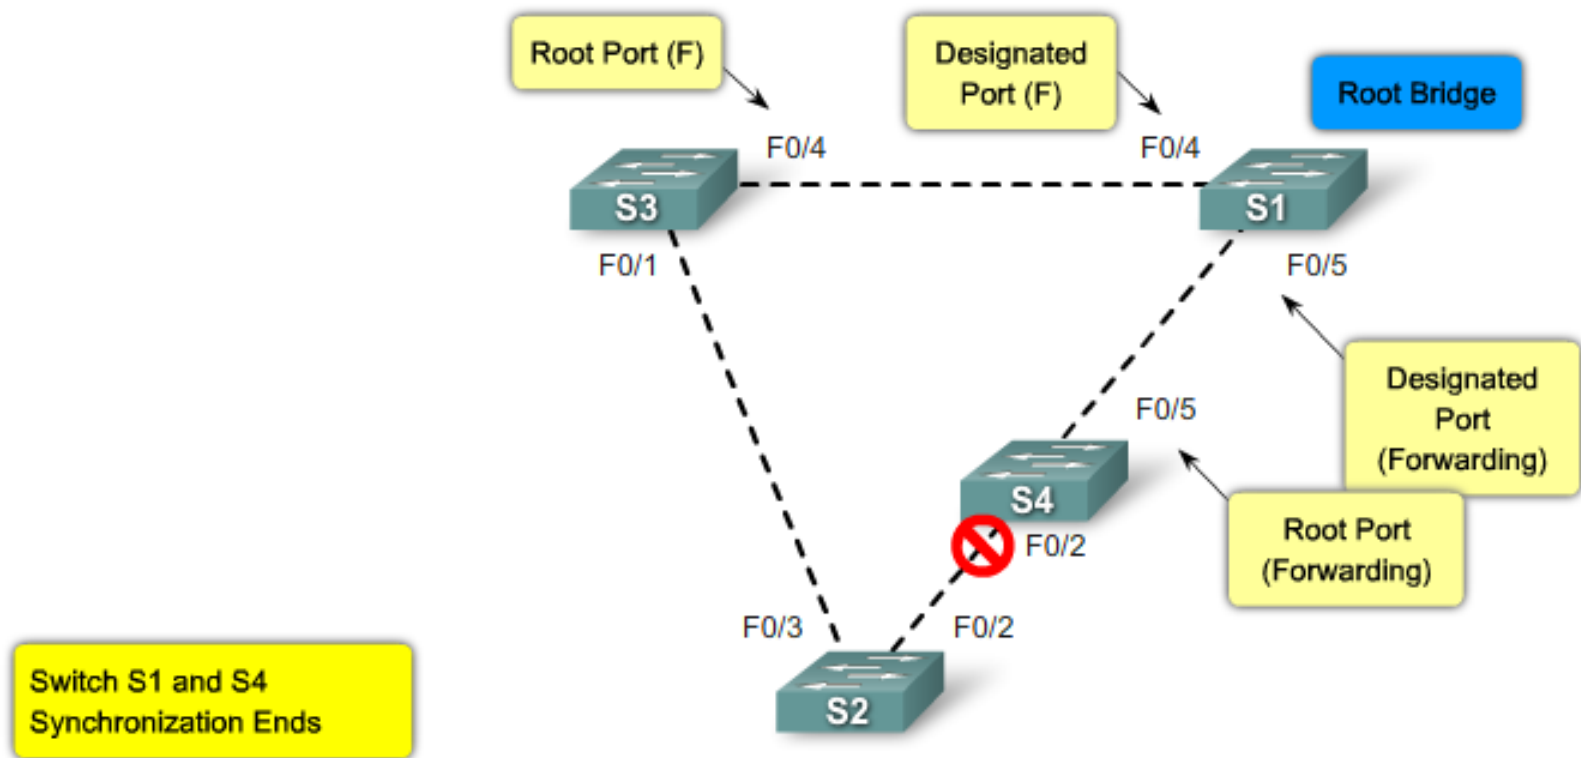 Root Port (F)
Designated
Port (F)
Root Bridge
F0/4
F0/4
S3
S1
F0/1
F0/5
Designated
Port
(Forwarding)
F0/5
S4
Root Port
(Forwarding)
F0/2
F0/3
F0/2
S2
Switch S1 and S4
Synchronization Ends